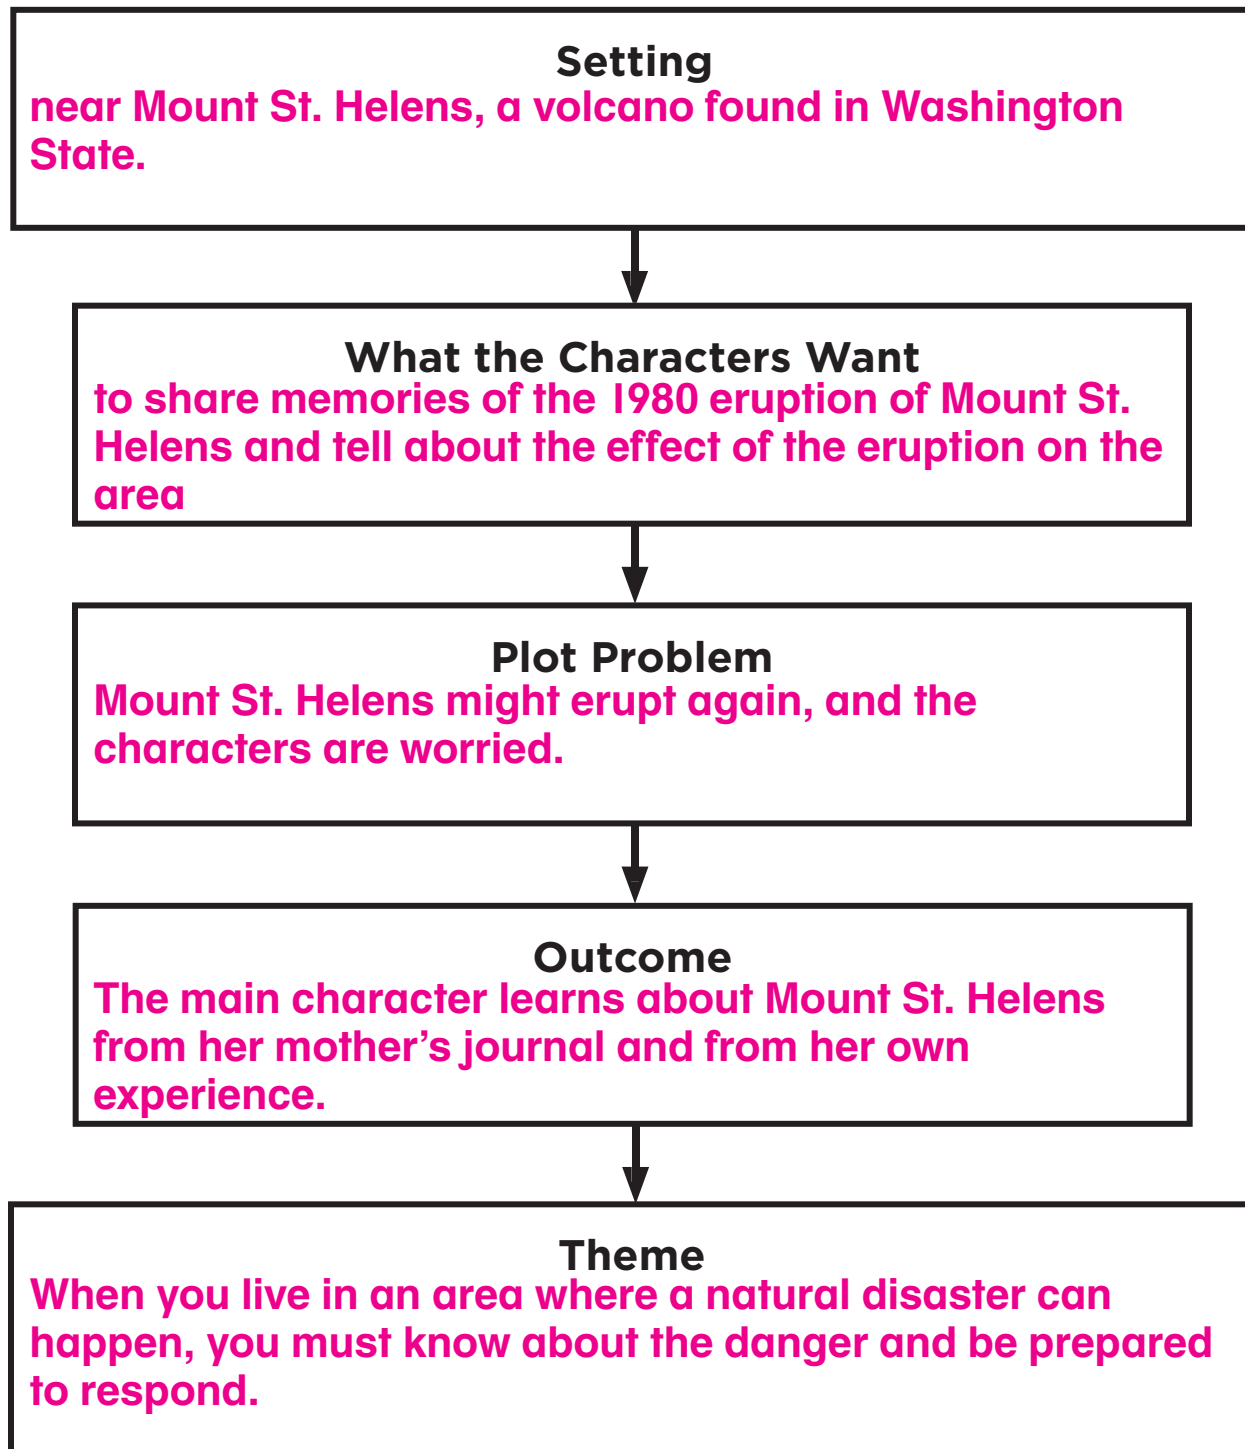 Setting
near Mount St. Helens, a volcano found in Washington
State.
What the Characters Want
to share memories of the 1980 eruption of Mount St.
Helens and tell about the effect of the eruption on the
area
Plot Problem
Mount St. Helens might erupt again, and the
characters are worried.
Outcome
The main character learns about Mount St. Helens
from her mother’s journal and from her own
experience.
Theme
When you live in an area where a natural disaster can
happen, you must know about the danger and be prepared
to respond.